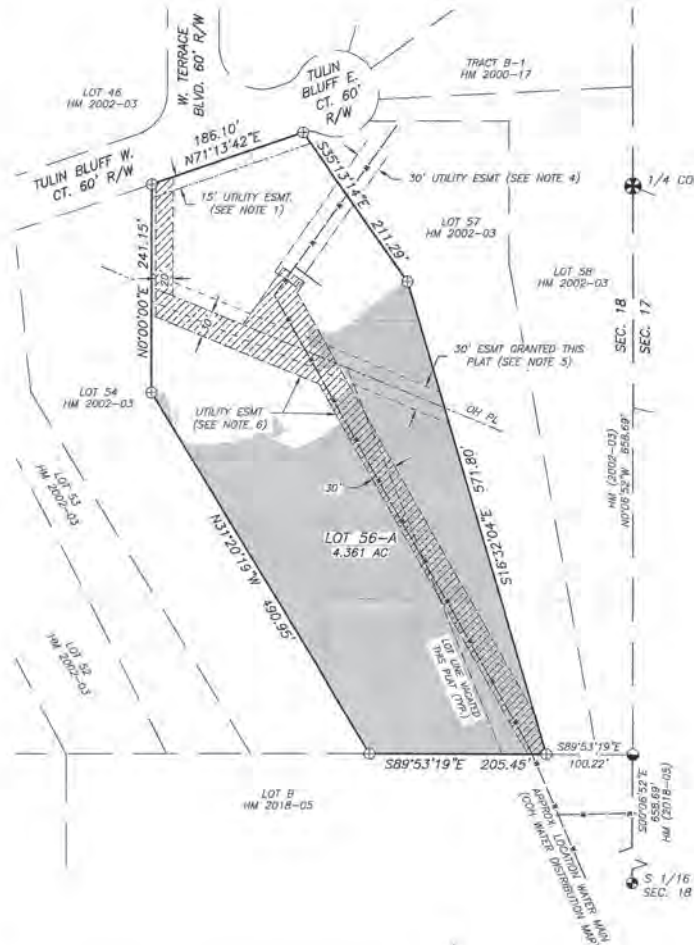 LOT 46
HM 2002-03
W. TERRACE
BLVD. 60' R/W
TULIN
BLUFF E.
CT. 60'
R/W
TRACT B-1
HM 2000-17
TULIN BLUFF W.
CT. 60' R/W
186.10'
N71°13'42"E
S35°13'14"E
211.29'
15' UTILITY ESMT.
(SEE NOTE 1)
30' UTILITY ESMT (SEE NOTE 4)
1/4 CO
LOT 57
HM 2002-03
LOT 58
HM 2002-03
SEC. 18
SEC. 17
N0°00'00"E 241.15'
20'
30' ESMT GRANTED THIS
PLAT (SEE NOTE 5)
OH PL
LOT 54
HM 2002-03
UTILITY ESMT
(SEE NOTE 6)
HM (2002-03)
N0°06'52"W 658.69'
LOT 53
HM 2002-03
30'
S16°32'04"E 571.80'
LOT 56-A
4.361 AC
N31°20'19"W 490.95'
LOT 52
HM 2002-03
LOT LINE VACATED
THIS PLAT (TYP.)
S89°53'19"E 205.45'
S89°53'19"E
100.22'
LOT B
HM 2018-05
S00°06'52"E
658.69'
HM (2018-05)
APPROX. LOCATION WATER MAIN
(COH WATER DISTRIBUTION MAP
S 1/16
SEC. 18